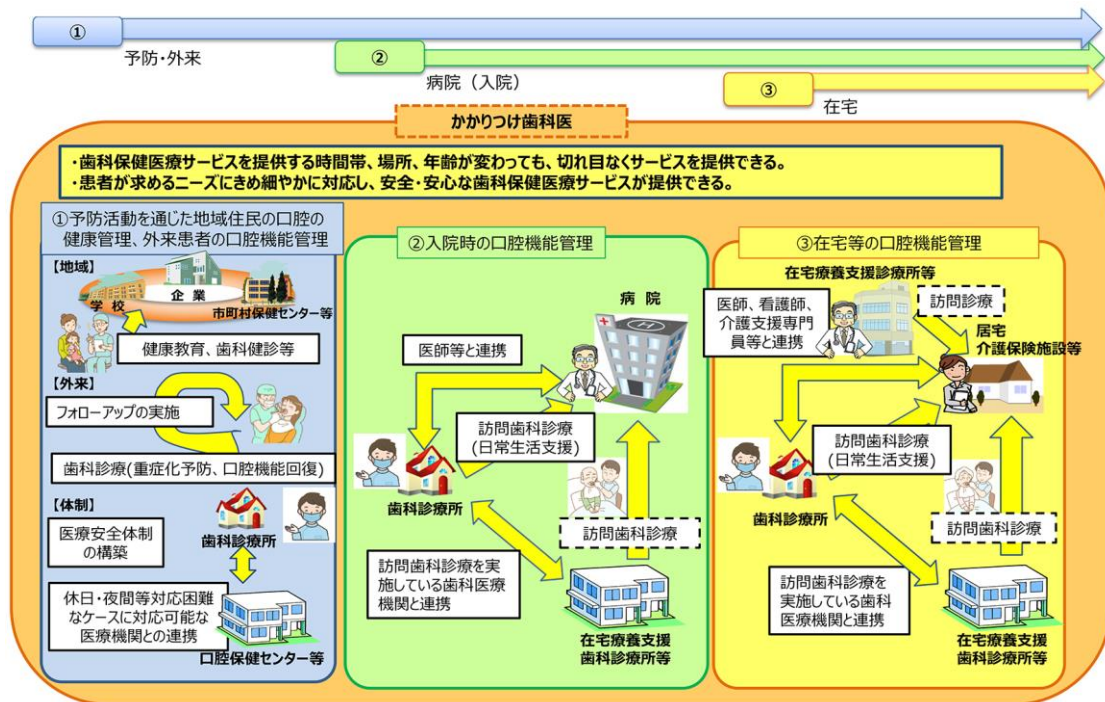 ①
予防・外来
②
病院（入院）
③
在宅
かかりつけ歯科医
・歯科保健医療サービスを提供する時間帯、場所、年齢が変わっても、切れ目なくサービスを提供できる。
・患者が求めるニーズにきめ細やかに対応し、安全・安心な歯科保健医療サービスが提供できる。
①予防活動を通じた地域住民の口腔の
健康管理、外来患者の口腔機能管理
【地域】
企業
学校
市町村保健センター等
健康教育、歯科健診等
【外来】
フォローアップの実施
歯科診療(重症化予防、口腔機能回復)
【体制】
医療安全体制
の構築
歯科診療所
休日・夜間等対応困難
なケースに対応可能な
医療機関との連携
口腔保健センター等
②入院時の口腔機能管理
病院
医師等と連携
訪問歯科診療
(日常生活支援)
歯科診療所
訪問歯科診療
訪問歯科診療を実
施している歯科医療
機関と連携
在宅療養支援
歯科診療所等
③在宅等の口腔機能管理
在宅療養支援診療所等
医師、看護師、
介護支援専門
員等と連携
訪問診療
居宅
介護保険施設等
訪問歯科診療
(日常生活支援)
歯科診療所
訪問歯科診療
訪問歯科診療を
実施している歯科
医療機関と連携
在宅療養支援
歯科診療所等